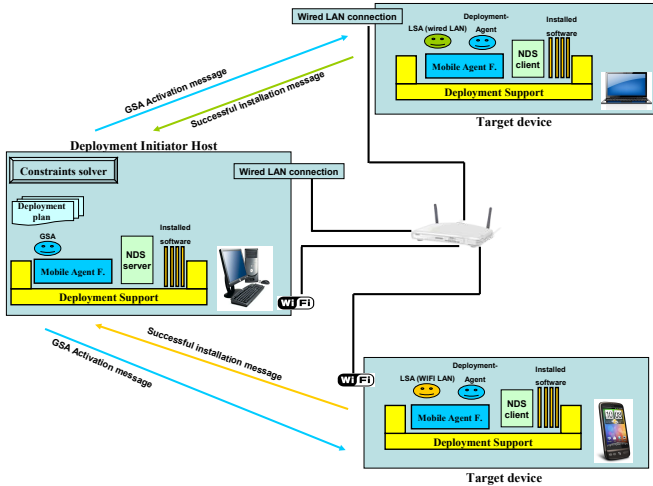 Wired LAN connection
LSA (wired LAN)
Deployment-
Agent
Installed
software
Mobile Agent F.
NDS
client
Deployment Support
Target device
GSA Activation message
Successful installation message
Deployment Initiator Host
Constraints solver
Wired LAN connection
Deployment
plan
GSA
Mobile Agent F.
NDS
server
Installed
software
Deployment Support
WiFi
Successful installation message
GSA Activation message
WiFi
LSA (WIFI LAN)
Deployment-
Agent
Installed
software
Mobile Agent F.
NDS
client
Deployment Support
Target device